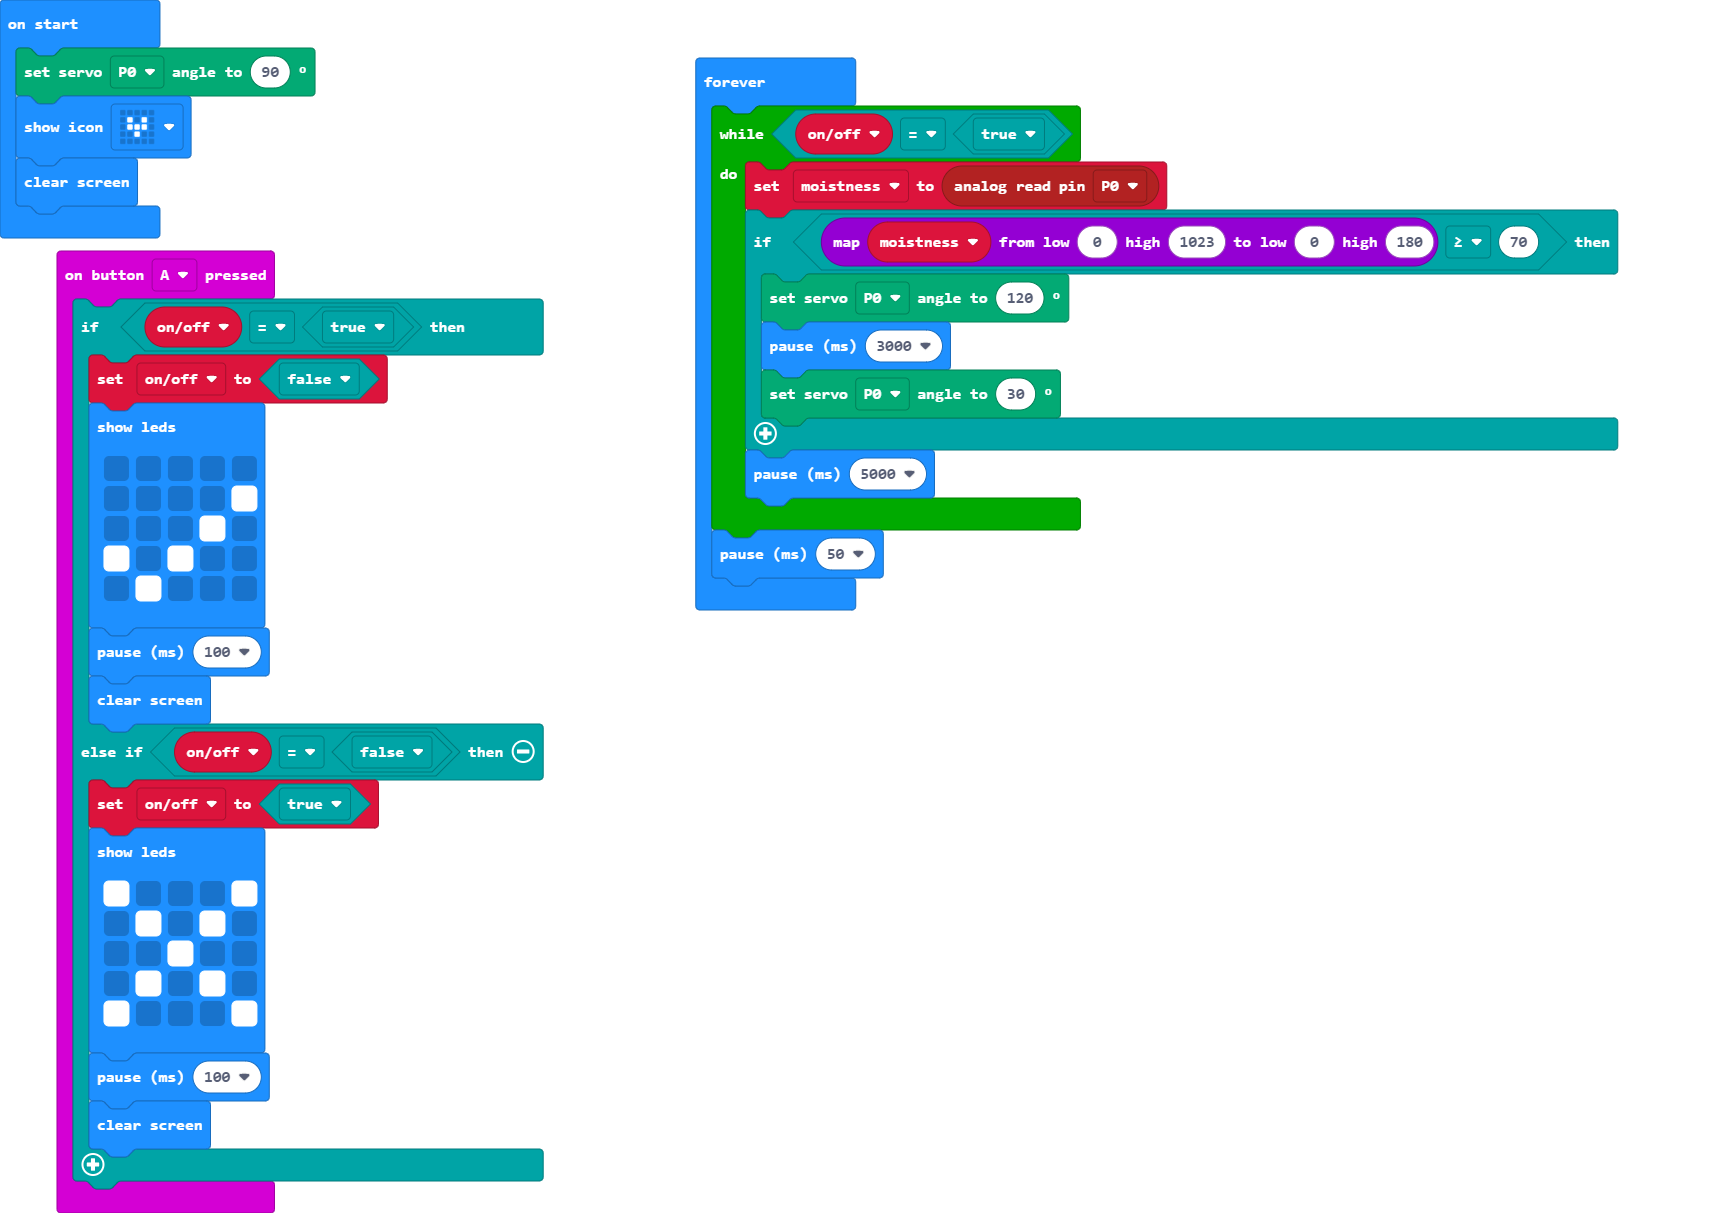 on start
set servo P0 angle to 90 °
show icon
clear screen
on button A pressed
if on/off = true then
set on/off to false
show leds
pause (ms) 100
clear screen
else if on/off = false then
set on/off to true
show leds
pause (ms) 100
clear screen
forever
while on/off = true
do set moistness to analog read pin P0
if map moistness from low 0 high 1023 to low 0 high 180 ≥ 70 then
set servo P0 angle to 120 °
pause (ms) 3000
set servo P0 angle to 30 °
pause (ms) 5000
pause (ms) 50